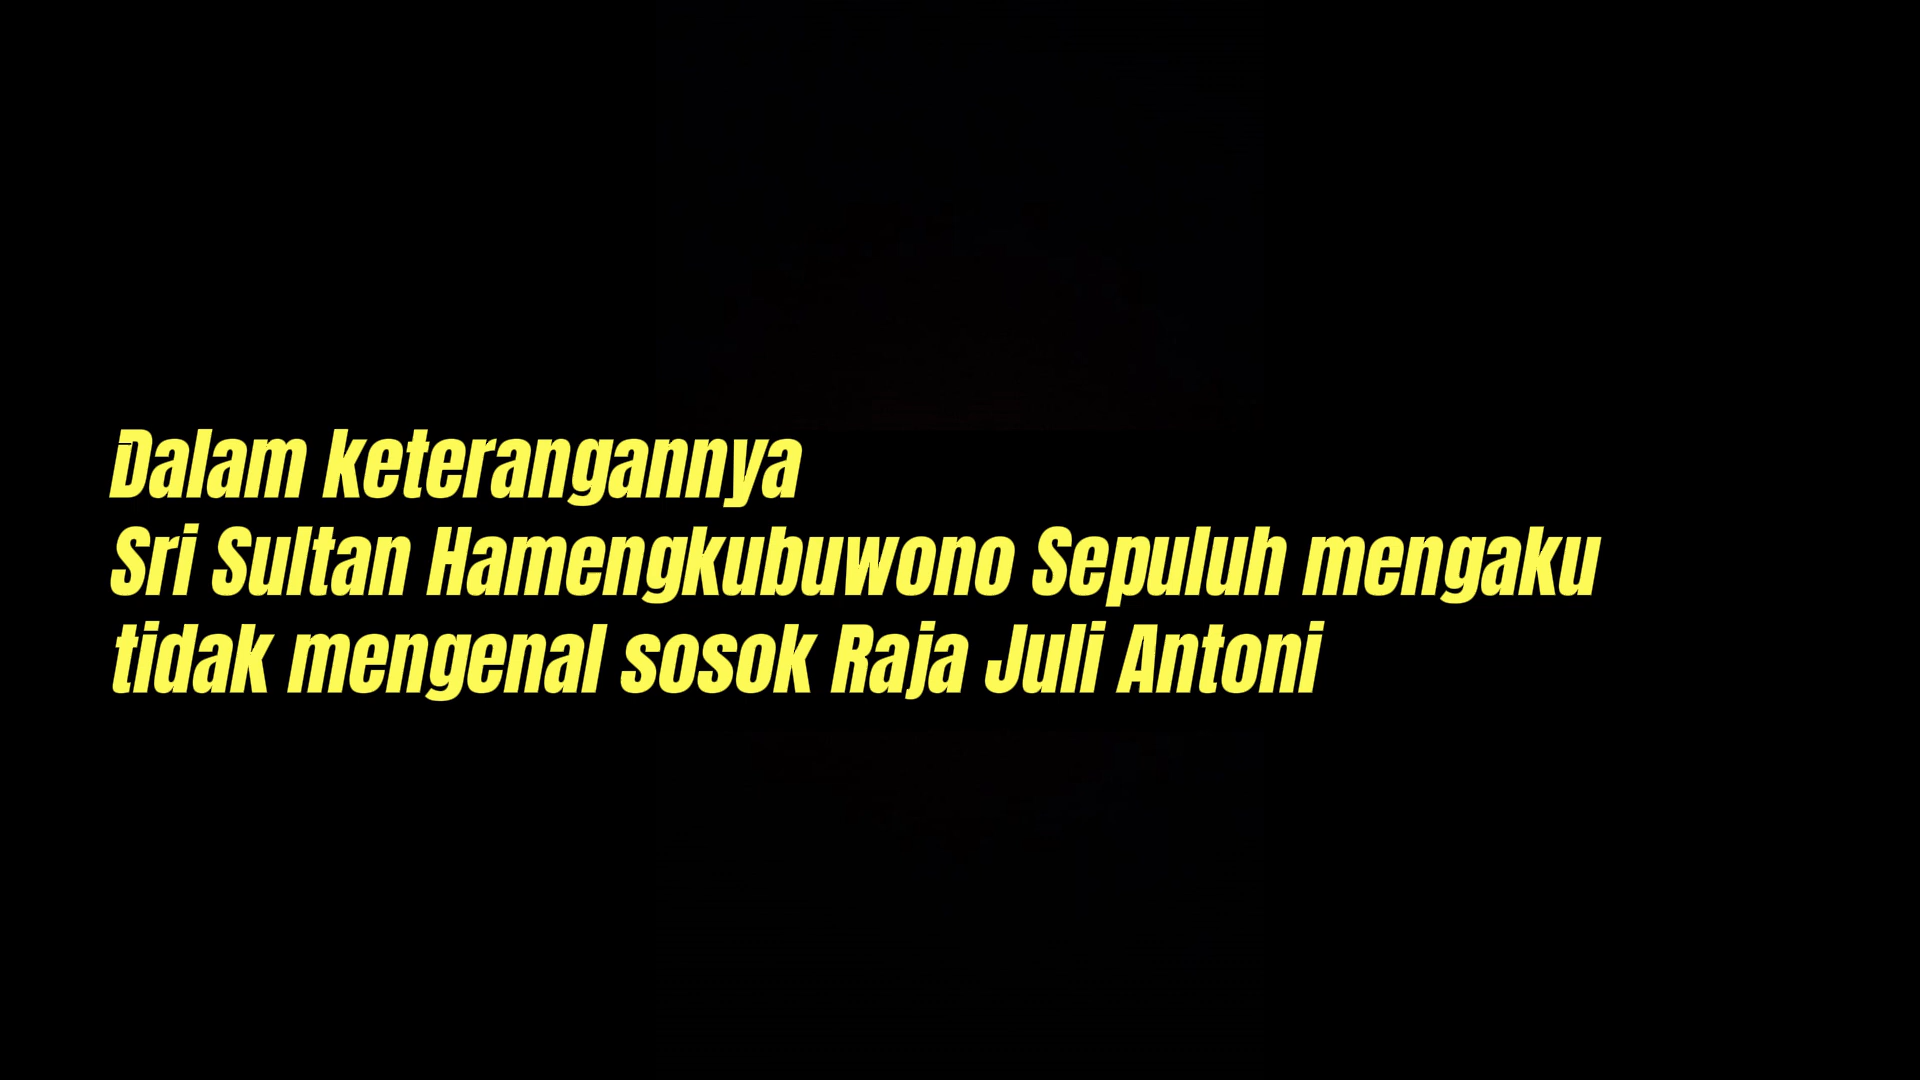 Dalam keterangannya
Sri Sultan Hamengkubuwono Sepuluh mengaku
tidak mengenal sosok Raja Juli Antoni